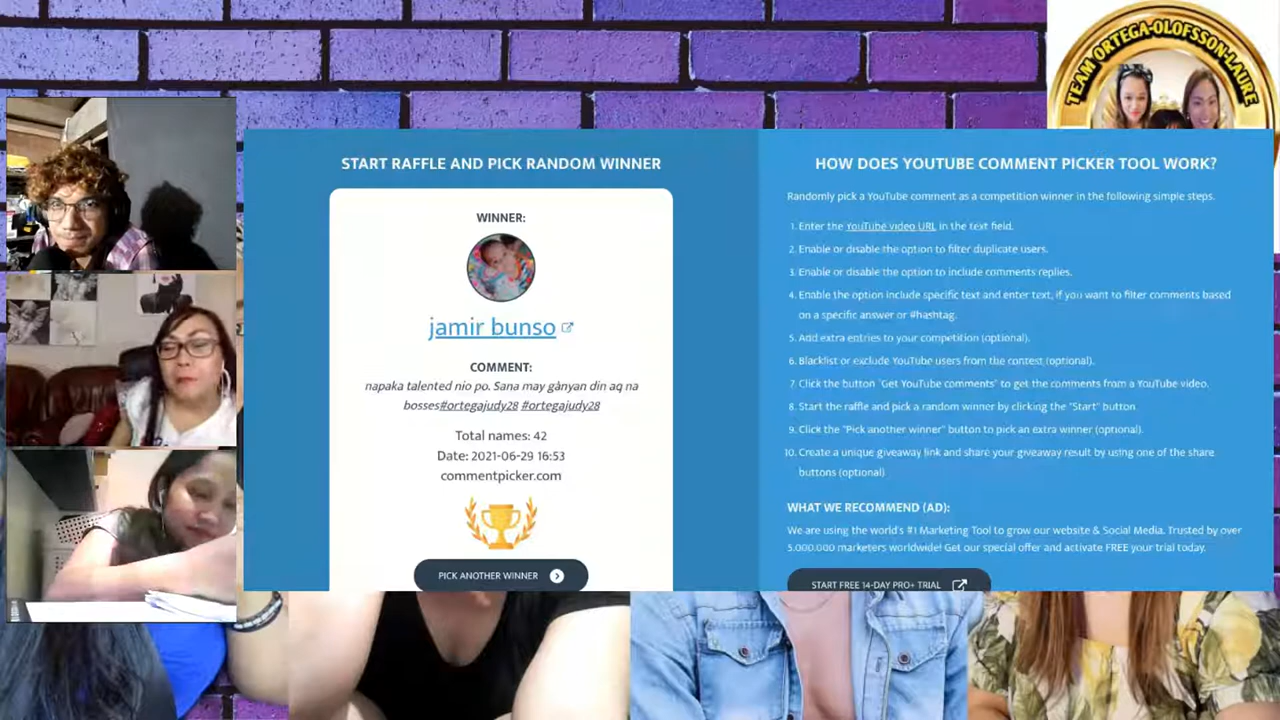 TEAM ORTEGA-OLOFSSON-LAURE
START RAFFLE AND PICK RANDOM WINNER
WINNER:
jamir bunso
COMMENT:
napaka talented nio po. Sana may gányan din aq na
bosses#ortegajudy28 #ortegajudy28
Total names: 42
Date: 2021-06-29 16:53
commentpicker.com
PICK ANOTHER WINNER
HOW DOES YOUTUBE COMMENT PICKER TOOL WORK?
Randomly pick a YouTube comment as a competition winner in the following simple steps.
1. Enter the YouTube video URL in the text field.
2. Enable or disable the option to filter duplicate users.
3. Enable or disable the option to include comments replies.
4. Enable the option include specific text and enter text, if you want to filter comments based
on a specific answer or #hashtag.
5. Add extra entries to your competition (optional).
6. Blacklist or exclude YouTube users from the contest (optional).
7. Click the button "Get YouTube comments" to get the comments from a YouTube video.
8. Start the raffle and pick a random winner by clicking the "Start" button.
9. Click the "Pick another winner" button to pick an extra winner (optional).
10. Create a unique giveaway link and share your giveaway result by using one of the share
buttons (optional)
WHAT WE RECOMMEND (AD):
We are using the world's #1 Marketing Tool to grow our website & Social Media. Trusted by over
5.000.000 marketers worldwide! Get our special offer and activate FREE your trial today.
START FREE 14-DAY PRO+ TRIAL